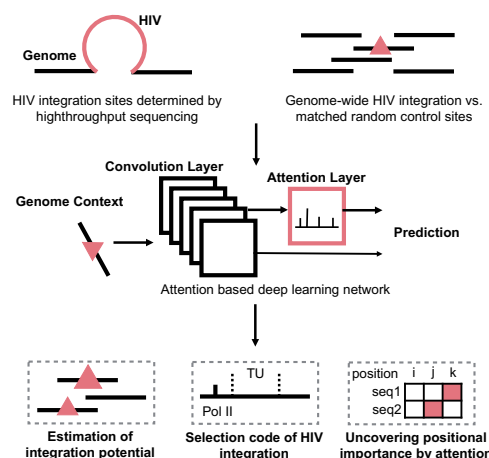 HIV
Genome
HIV integration sites determined by
highthroughput sequencing
Genome-wide HIV integration vs.
matched random control sites
Convolution Layer
Attention Layer
Genome Context
Prediction
Attention based deep learning network
TU
Pol II
position i j k
seq1
seq2
Estimation of
integration potential
Selection code of HIV
integration
Uncovering positional
importance by attention